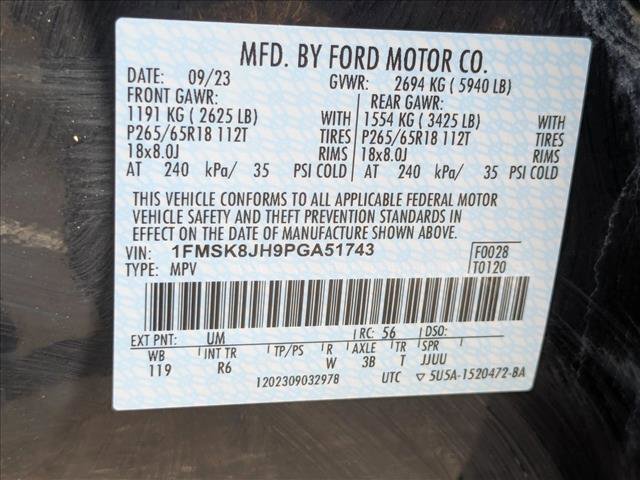 MFD. BY FORD MOTOR CO.
DATE: 09/23 GVWR: 2694 KG ( 5940 LB)
FRONT GAWR: REAR GAWR:
1191 KG ( 2625 LB) WITH 1554 KG ( 3425 LB) WITH
P265/65R18 112T TIRES P265/65R18 112T TIRES
18x8.0J RIMS 18x8.0J RIMS
AT 240 kPa/ 35 PSI COLD AT 240 kPa/ 35 PSI COLD
THIS VEHICLE CONFORMS TO ALL APPLICABLE FEDERAL MOTOR
VEHICLE SAFETY AND THEFT PREVENTION STANDARDS IN
EFFECT ON THE DATE OF MANUFACTURE SHOWN ABOVE.
VIN: 1FMSK8JH9PGA51743 F0028
TYPE: MPV T0120
EXT PNT: UM RC: 56 DSO:
WB INT TR TP/PS R AXLE TR SPR
119 R6 W 3B T JJUU
1202309032978 UTC ▽ 5U5A-1520472-BA